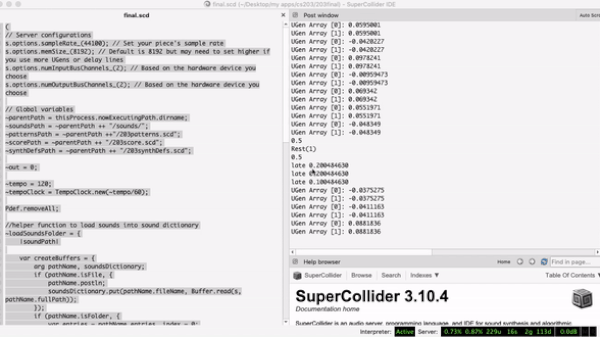 final.scd (~/Desktop/my apps/cx203/203final) - SuperCollider IDE
final.scd
(
// Server configurations
s.options.sampleRate_(44100); // Set your piece's sample rate
s.options.memSize_(8192); // Default is 8192 but may need to set higher if
you use more UGens or delay lines
s.options.numInputBusChannels_(2); // Based on the hardware device you
choose
s.options.numOutputBusChannels_(2); // Based on the hardware device you
choose
// Global variables
~parentPath = thisProcess.nowExecutingPath.dirname;
~soundsPath = ~parentPath ++ "/sounds/";
~patternsPath = ~parentPath ++"/203patterns.scd";
~scorePath = ~parentPath ++"/203score.scd";
~synthDefsPath = ~parentPath ++ "/203synthDefs.scd";
~out = 0;
~tempo = 120;
~tempoClock = TempoClock.new(~tempo/60);
Pdef.removeAll;
//helper function to load sounds into sound dictionary
~loadSoundsFolder = {
|soundPath|
var createBuffers = {
arg pathName, soundsDictionary;
if (pathName.isFile, {
pathName.postln;
soundsDictionary.put(pathName.fileName, Buffer.read(s,
pathName.fullPath));
});
if (pathName.isFolder, {
var entries = pathName.entries, index = 0;
Post window
Auto Scro
UGen Array [0]: 0.0595001
UGen Array [1]: 0.0595001
UGen Array [0]: -0.0420227
UGen Array [1]: -0.0420227
UGen Array [0]: 0.0978241
UGen Array [1]: 0.0978241
UGen Array [0]: -0.00959473
UGen Array [1]: -0.00959473
UGen Array [0]: 0.069342
UGen Array [1]: 0.069342
UGen Array [0]: 0.0551971
UGen Array [1]: 0.0551971
UGen Array [0]: -0.048349
UGen Array [1]: -0.048349
0.5
Rest(1)
0.5
late 0.200484630
late 0.200484630
late 0.100484630
UGen Array [0]: -0.0375275
UGen Array [1]: -0.0375275
UGen Array [0]: -0.0411163
UGen Array [1]: -0.0411163
UGen Array [0]: 0.0881836
UGen Array [1]: 0.0881836
Help browser
Home
Find in page...
SuperCollider Browse Search Indexes ▼
Table Of Contents
SuperCollider 3.10.4
Documentation home
SuperCollider is an audio server, programming language, and IDE for sound synthesis and algorithmic
Interpreter: Active Server: 0.73% 0.87% 229u 16s 2g 113d 0.0dB